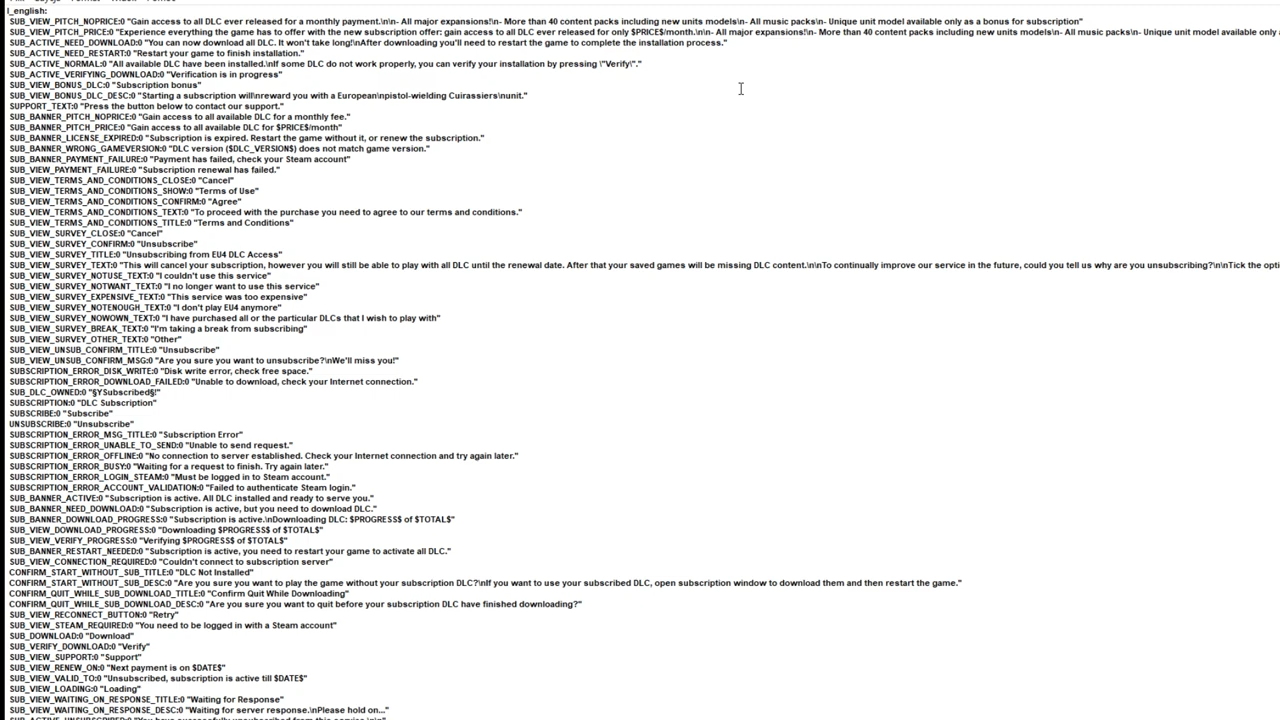 l_english:
SUB_VIEW_PITCH_NOPRICE:0 "Gain access to all DLC ever released for a monthly payment.\n\n- All major expansions!\n- More than 40 content packs including new units models\n- All music packs\n- Unique unit model available only as a bonus for subscription"
SUB_VIEW_PITCH_PRICE:0 "Experience everything the game has to offer with the new subscription offer: gain access to all DLC ever released for only $PRICE$/month.\n\n- All major expansions!\n- More than 40 content packs including new units models\n- All music packs\n- Unique unit model available only
SUB_ACTIVE_NEED_DOWNLOAD:0 "You can now download all DLC. It won't take long!\nAfter downloading you'll need to restart the game to complete the installation process."
SUB_ACTIVE_NEED_RESTART:0 "Restart your game to finish installation."
SUB_ACTIVE_NORMAL:0 "All available DLC have been installed.\nIf some DLC do not work properly, you can verify your installation by pressing \"Verify\"."
SUB_ACTIVE_VERIFYING_DOWNLOAD:0 "Verification is in progress"
SUB_VIEW_BONUS_DLC:0 "Subscription bonus"
SUB_VIEW_BONUS_DLC_DESC:0 "Starting a subscription will\nreward you with a European\npistol-wielding Cuirassiers\nunit."
SUPPORT_TEXT:0 "Press the button below to contact our support."
SUB_BANNER_PITCH_NOPRICE:0 "Gain access to all available DLC for a monthly fee."
SUB_BANNER_PITCH_PRICE:0 "Gain access to all available DLC for $PRICE$/month"
SUB_BANNER_LICENSE_EXPIRED:0 "Subscription is expired. Restart the game without it, or renew the subscription."
SUB_BANNER_WRONG_GAMEVERSION:0 "DLC version ($DLC_VERSION$) does not match game version."
SUB_BANNER_PAYMENT_FAILURE:0 "Payment has failed, check your Steam account"
SUB_VIEW_PAYMENT_FAILURE:0 "Subscription renewal has failed."
SUB_VIEW_TERMS_AND_CONDITIONS_CLOSE:0 "Cancel"
SUB_VIEW_TERMS_AND_CONDITIONS_SHOW:0 "Terms of Use"
SUB_VIEW_TERMS_AND_CONDITIONS_CONFIRM:0 "Agree"
SUB_VIEW_TERMS_AND_CONDITIONS_TEXT:0 "To proceed with the purchase you need to agree to our terms and conditions."
SUB_VIEW_TERMS_AND_CONDITIONS_TITLE:0 "Terms and Conditions"
SUB_VIEW_SURVEY_CLOSE:0 "Cancel"
SUB_VIEW_SURVEY_CONFIRM:0 "Unsubscribe"
SUB_VIEW_SURVEY_TITLE:0 "Unsubscribing from EU4 DLC Access"
SUB_VIEW_SURVEY_TEXT:0 "This will cancel your subscription, however you will still be able to play with all DLC until the renewal date. After that your saved games will be missing DLC content.\n\nTo continually improve our service in the future, could you tell us why are you unsubscribing?\n\nTick the
SUB_VIEW_SURVEY_NOTUSE_TEXT:0 "I couldn't use this service"
SUB_VIEW_SURVEY_NOTWANT_TEXT:0 "I no longer want to use this service"
SUB_VIEW_SURVEY_EXPENSIVE_TEXT:0 "This service was too expensive"
SUB_VIEW_SURVEY_NOTENOUGH_TEXT:0 "I don't play EU4 anymore"
SUB_VIEW_SURVEY_NOWOWN_TEXT:0 "I have purchased all or the particular DLCs that I wish to play with"
SUB_VIEW_SURVEY_BREAK_TEXT:0 "I'm taking a break from subscribing"
SUB_VIEW_SURVEY_OTHER_TEXT:0 "Other"
SUB_VIEW_UNSUB_CONFIRM_TITLE:0 "Unsubscribe"
SUB_VIEW_UNSUB_CONFIRM_MSG:0 "Are you sure you want to unsubscribe?\nWe'll miss you!"
SUBSCRIPTION_ERROR_DISK_WRITE:0 "Disk write error, check free space."
SUBSCRIPTION_ERROR_DOWNLOAD_FAILED:0 "Unable to download, check your Internet connection."
SUB_DLC_OWNED:0 "§YSubscribed§!"
SUBSCRIPTION:0 "DLC Subscription"
SUBSCRIBE:0 "Subscribe"
UNSUBSCRIBE:0 "Unsubscribe"
SUBSCRIPTION_ERROR_MSG_TITLE:0 "Subscription Error"
SUBSCRIPTION_ERROR_UNABLE_TO_SEND:0 "Unable to send request."
SUBSCRIPTION_ERROR_OFFLINE:0 "No connection to server established. Check your Internet connection and try again later."
SUBSCRIPTION_ERROR_BUSY:0 "Waiting for a request to finish. Try again later."
SUBSCRIPTION_ERROR_LOGIN_STEAM:0 "Must be logged in to Steam account."
SUBSCRIPTION_ERROR_ACCOUNT_VALIDATION:0 "Failed to authenticate Steam login."
SUB_BANNER_ACTIVE:0 "Subscription is active. All DLC installed and ready to serve you."
SUB_BANNER_NEED_DOWNLOAD:0 "Subscription is active, but you need to download DLC."
SUB_BANNER_DOWNLOAD_PROGRESS:0 "Subscription is active.\nDownloading DLC: $PROGRESS$ of $TOTAL$"
SUB_VIEW_DOWNLOAD_PROGRESS:0 "Downloading $PROGRESS$ of $TOTAL$"
SUB_VIEW_VERIFY_PROGRESS:0 "Verifying $PROGRESS$ of $TOTAL$"
SUB_BANNER_RESTART_NEEDED:0 "Subscription is active, you need to restart your game to activate all DLC."
SUB_VIEW_CONNECTION_REQUIRED:0 "Couldn't connect to subscription server"
CONFIRM_START_WITHOUT_SUB_TITLE:0 "DLC Not Installed"
CONFIRM_START_WITHOUT_SUB_DESC:0 "Are you sure you want to play the game without your subscription DLC?\nIf you want to use your subscribed DLC, open subscription window to download them and then restart the game."
CONFIRM_QUIT_WHILE_SUB_DOWNLOAD_TITLE:0 "Confirm Quit While Downloading"
CONFIRM_QUIT_WHILE_SUB_DOWNLOAD_DESC:0 "Are you sure you want to quit before your subscription DLC have finished downloading?"
SUB_VIEW_RECONNECT_BUTTON:0 "Retry"
SUB_VIEW_STEAM_REQUIRED:0 "You need to be logged in with a Steam account"
SUB_DOWNLOAD:0 "Download"
SUB_VERIFY_DOWNLOAD:0 "Verify"
SUB_VIEW_SUPPORT:0 "Support"
SUB_VIEW_RENEW_ON:0 "Next payment is on $DATE$"
SUB_VIEW_VALID_TO:0 "Unsubscribed, subscription is active till $DATE$"
SUB_VIEW_LOADING:0 "Loading"
SUB_VIEW_WAITING_ON_RESPONSE_TITLE:0 "Waiting for Response"
SUB_VIEW_WAITING_ON_RESPONSE_DESC:0 "Waiting for server response.\nPlease hold on..."